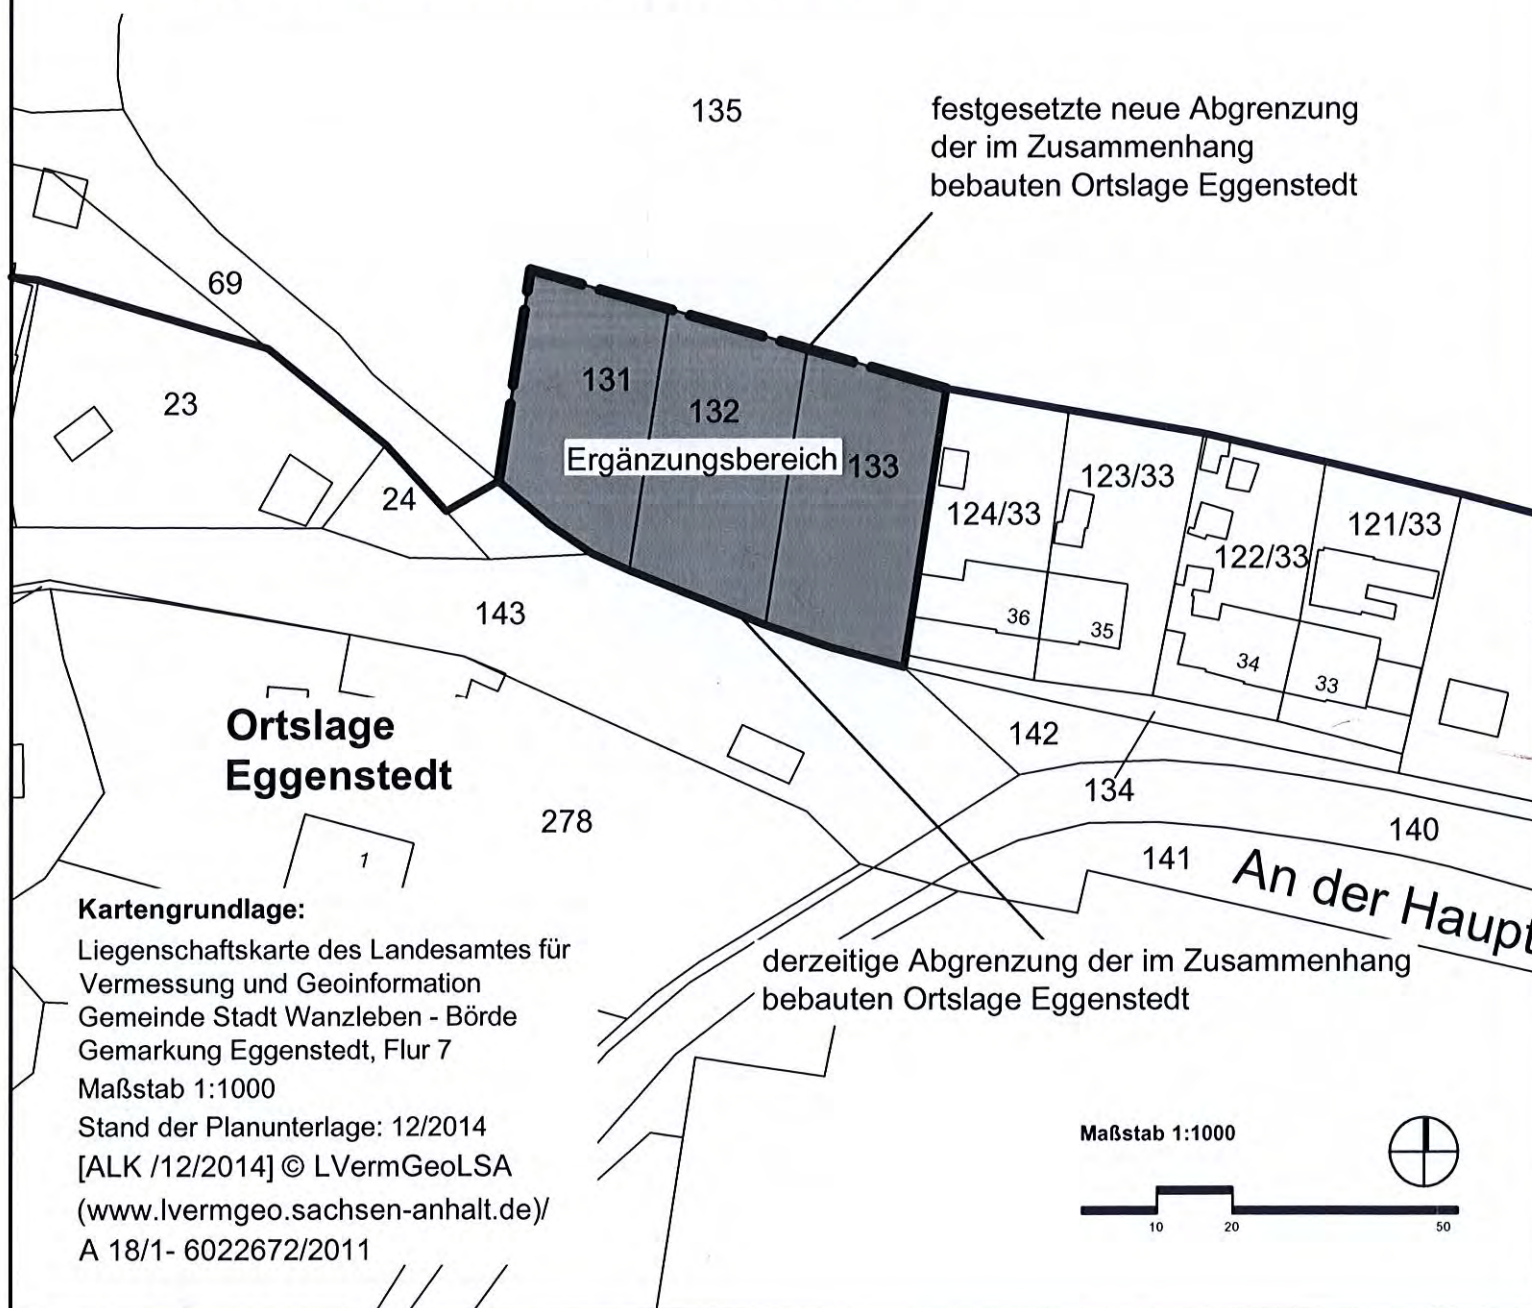 135
festgesetzte neue Abgrenzung
der im Zusammenhang
bebauten Ortslage Eggenstedt
69
23
24
131
132
133
Ergänzungsbereich
124/33
123/33
122/33
121/33
36
35
34
33
143
Ortslage
Eggenstedt
278
1
142
134
140
141
An der Haupt
derzeitige Abgrenzung der im Zusammenhang
bebauten Ortslage Eggenstedt
Kartengrundlage:
Liegenschaftskarte des Landesamtes für
Vermessung und Geoinformation
Gemeinde Stadt Wanzleben - Börde
Gemarkung Eggenstedt, Flur 7
Maßstab 1:1000
Stand der Planunterlage: 12/2014
[ALK /12/2014] © LVermGeoLSA
(www.lvermgeo.sachsen-anhalt.de)/
A 18/1- 6022672/2011
Maßstab 1:1000
10 20 50